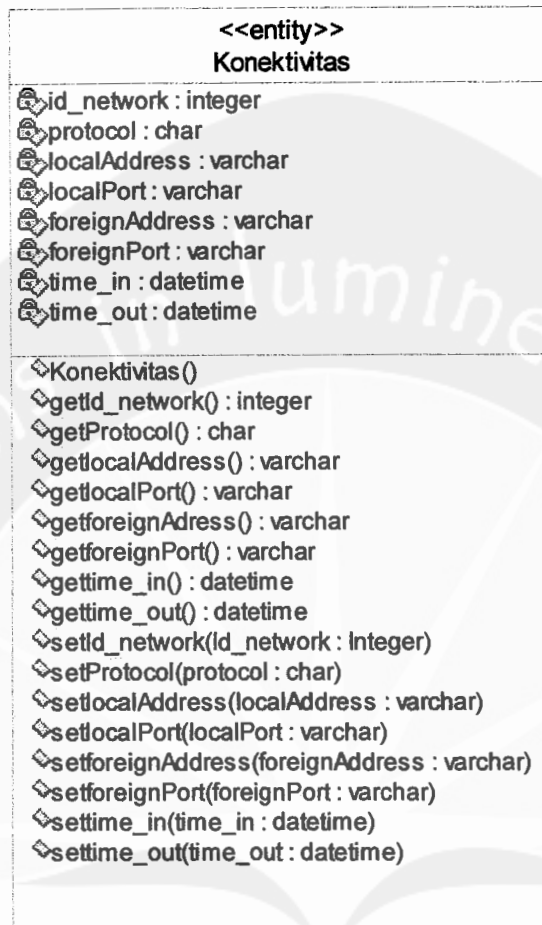 <<entity>>
Konektivitas
id_network : integer
protocol : char
localAddress : varchar
localPort : varchar
foreignAddress : varchar
foreignPort : varchar
time_in : datetime
time_out : datetime
in lumine
Konektivitas()
getId_network() : integer
getProtocol() : char
getlocalAddress() : varchar
getlocalPort() : varchar
getforeignAdress() : varchar
getforeignPort() : varchar
gettime_in() : datetime
gettime_out() : datetime
setId_network(Id_network : Integer)
setProtocol(protocol : char)
setlocalAddress(localAddress : varchar)
setlocalPort(localPort : varchar)
setforeignAddress(foreignAddress : varchar)
setforeignPort(foreignPort : varchar)
settime_in(time_in : datetime)
settime_out(time_out : datetime)